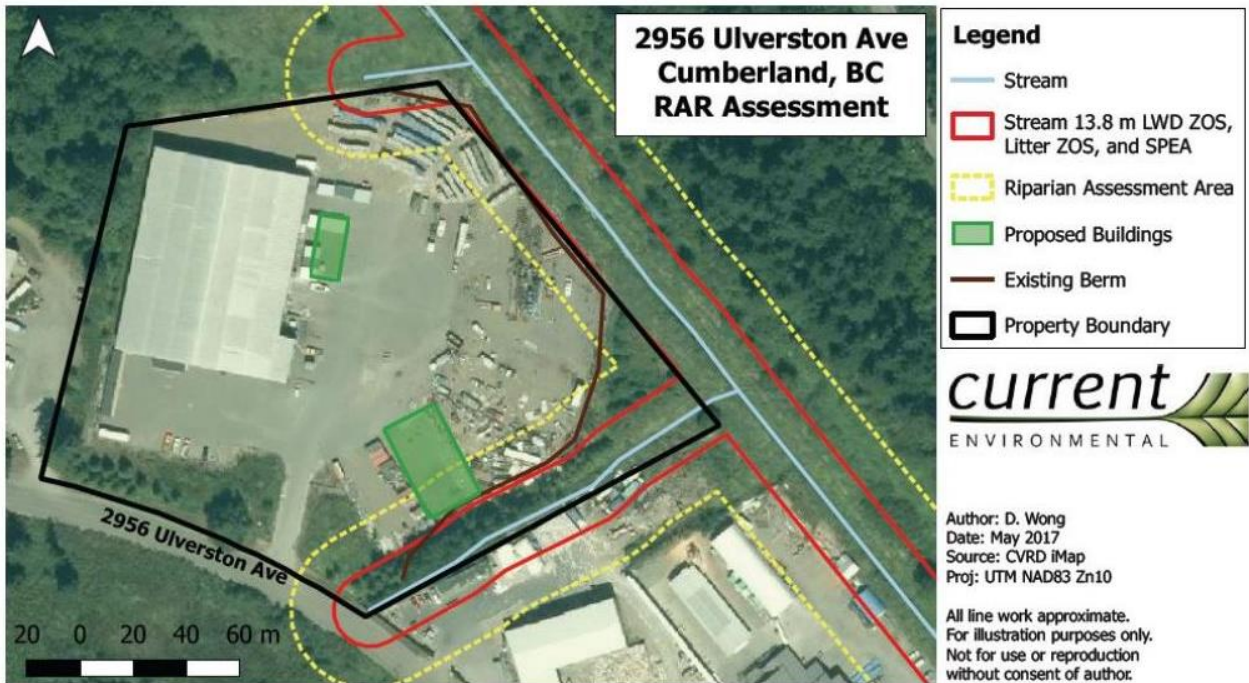 2956 Ulverston Ave
Cumberland, BC
RAR Assessment
2956 Ulverston Ave
20 0 20 40 60 m
Legend
Stream
Stream 13.8 m LWD ZOS,
Litter ZOS, and SPEA
Riparian Assessment Area
Proposed Buildings
Existing Berm
Property Boundary
current
ENVIRONMENTAL
Author: D. Wong
Date: May 2017
Source: CVRD iMap
Proj: UTM NAD83 Zn10
All line work approximate.
For illustration purposes only.
Not for use or reproduction
without consent of author.